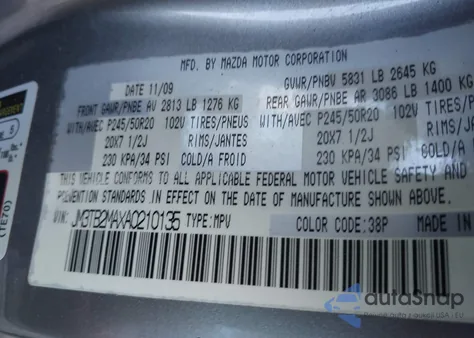 MFD. BY MAZDA MOTOR CORPORATION
DATE 11/09 GVWR/PNBV 5831 LB 2645 KG
FRONT GAWR/PNBE AV 2813 LB 1276 KG REAR GAWR/PNBE AR 3086 LB 1400 KG
WITH/AVEC P245/50R20 102V TIRES/PNEUS WITH/AVEC P245/50R20 102V TIRES/
20X7 1/2J RIMS/JANTES 20X7 1/2J RIMS/
230 KPA/34 PSI COLD/A FROID 230 KPA/34 PSI COLD/A
THIS VEHICLE CONFORMS TO ALL APPLICABLE FEDERAL MOTOR VEHICLE SAFETY AND
PREVENTION STANDARDS IN EFFECT ON THE DATE OF MANUFACTURE SHOWN ABOVE.
VIN: JM3TB2MAXA0210135 TYPE:MPV COLOR CODE:38P MADE IN
(TE70)
autoSnap